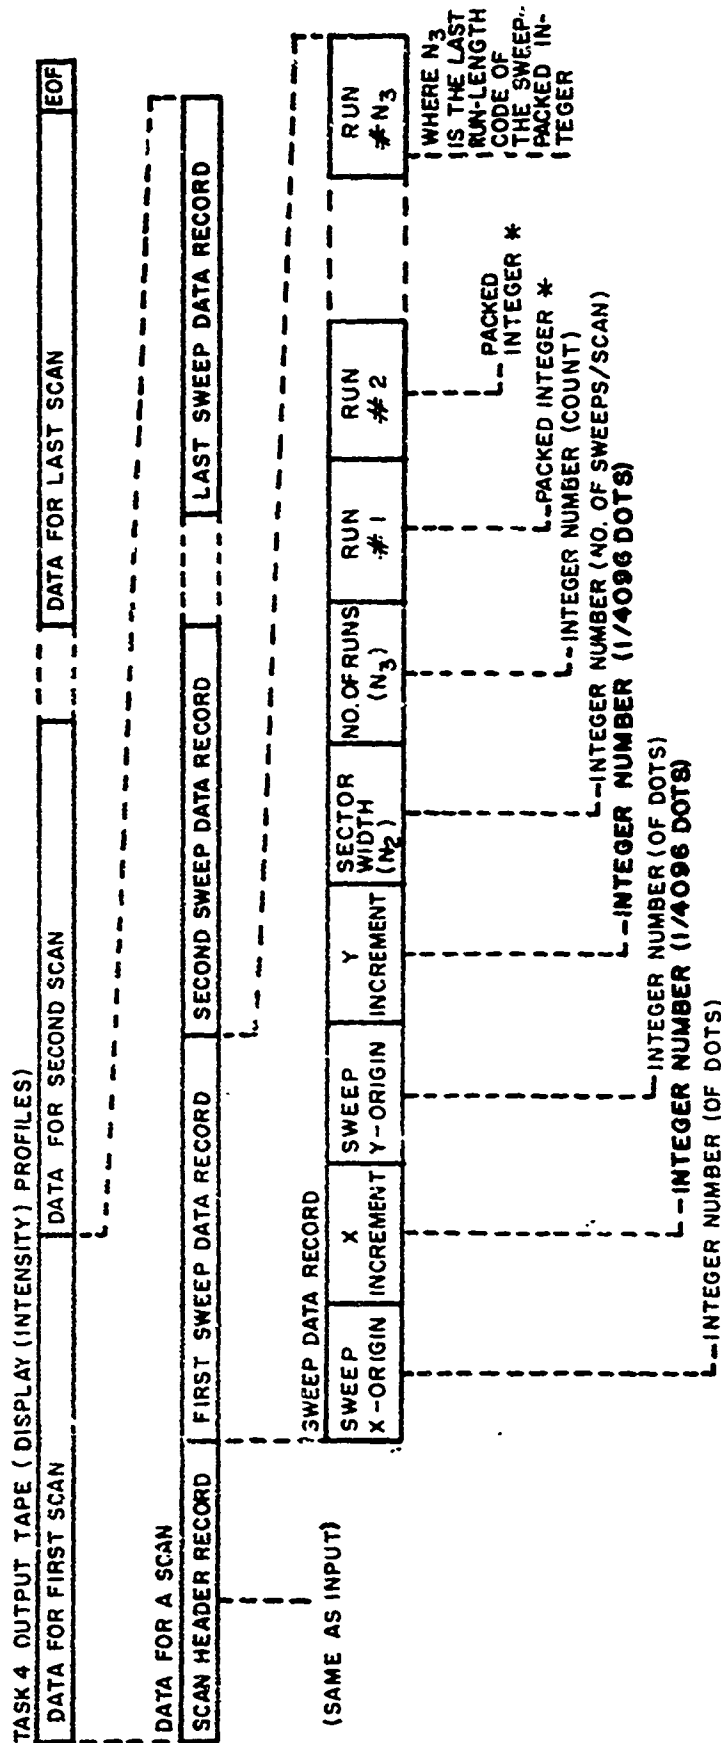 TASK 4 OUTPUT TAPE (DISPLAY (INTENSITY) PROFILES)
DATA FOR FIRST SCAN
DATA FOR SECOND SCAN
DATA FOR LAST SCAN
EOF
DATA FOR A SCAN
SCAN HEADER RECORD
FIRST SWEEP DATA RECORD
SECOND SWEEP DATA RECORD
LAST SWEEP DATA RECORD
(SAME AS INPUT)
SWEEP DATA RECORD
SWEEP
X-ORIGIN
X
INCREMENT
SWEEP
Y-ORIGIN
Y
INCREMENT
SECTOR
WIDTH
(N2)
NO. OF RUNS
(N3)
RUN
#1
RUN
#2
RUN
#N3
WHERE N3
IS THE LAST
RUN-LENGTH
CODE OF
THE SWEEP-
PACKED IN-
TEGER
PACKED
INTEGER *
PACKED INTEGER *
INTEGER NUMBER (COUNT)
INTEGER NUMBER (NO. OF SWEEPS/SCAN)
INTEGER NUMBER (1/4096 DOTS)
INTEGER NUMBER (OF DOTS)
INTEGER NUMBER (1/4096 DOTS)
INTEGER NUMBER (OF DOTS)